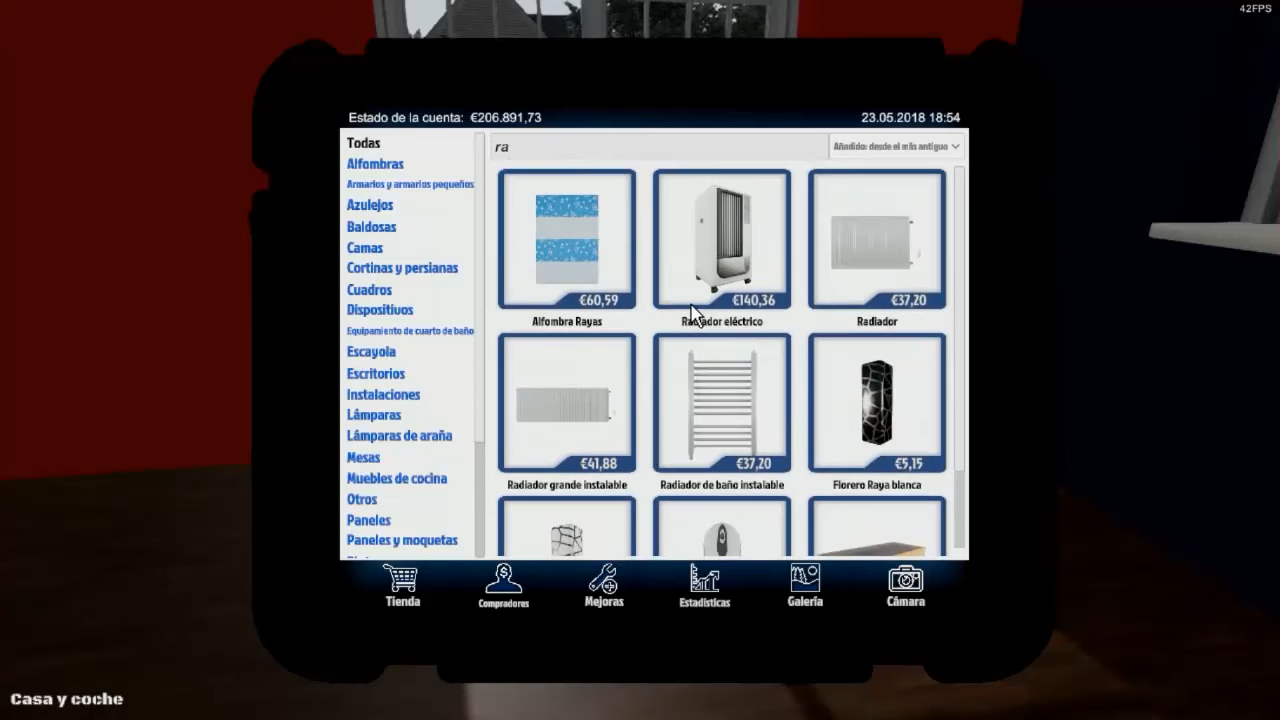 42FPS
Estado de la cuenta: €206.891,73
23.05.2018 18:54
Todas
Alfombras
Armarios y armarios pequeños
Azulejos
Baldosas
Camas
Cortinas y persianas
Cuadros
Dispositivos
Equipamiento de cuarto de baño
Escayola
Escritorios
Instalaciones
Lámparas
Lámparas de araña
Mesas
Muebles de cocina
Otros
Paneles
Paneles y moquetas
ra
Añadido: desde el más antiguo
€60,59
€140,36
€37,20
Alfombra Rayas
Radiador eléctrico
Radiador
€41,88
€37,20
€5,15
Radiador grande instalable
Radiador de baño instalable
Florero Raya blanca
Tienda
Compradores
Mejoras
Estadísticas
Galería
Cámara
Casa y coche